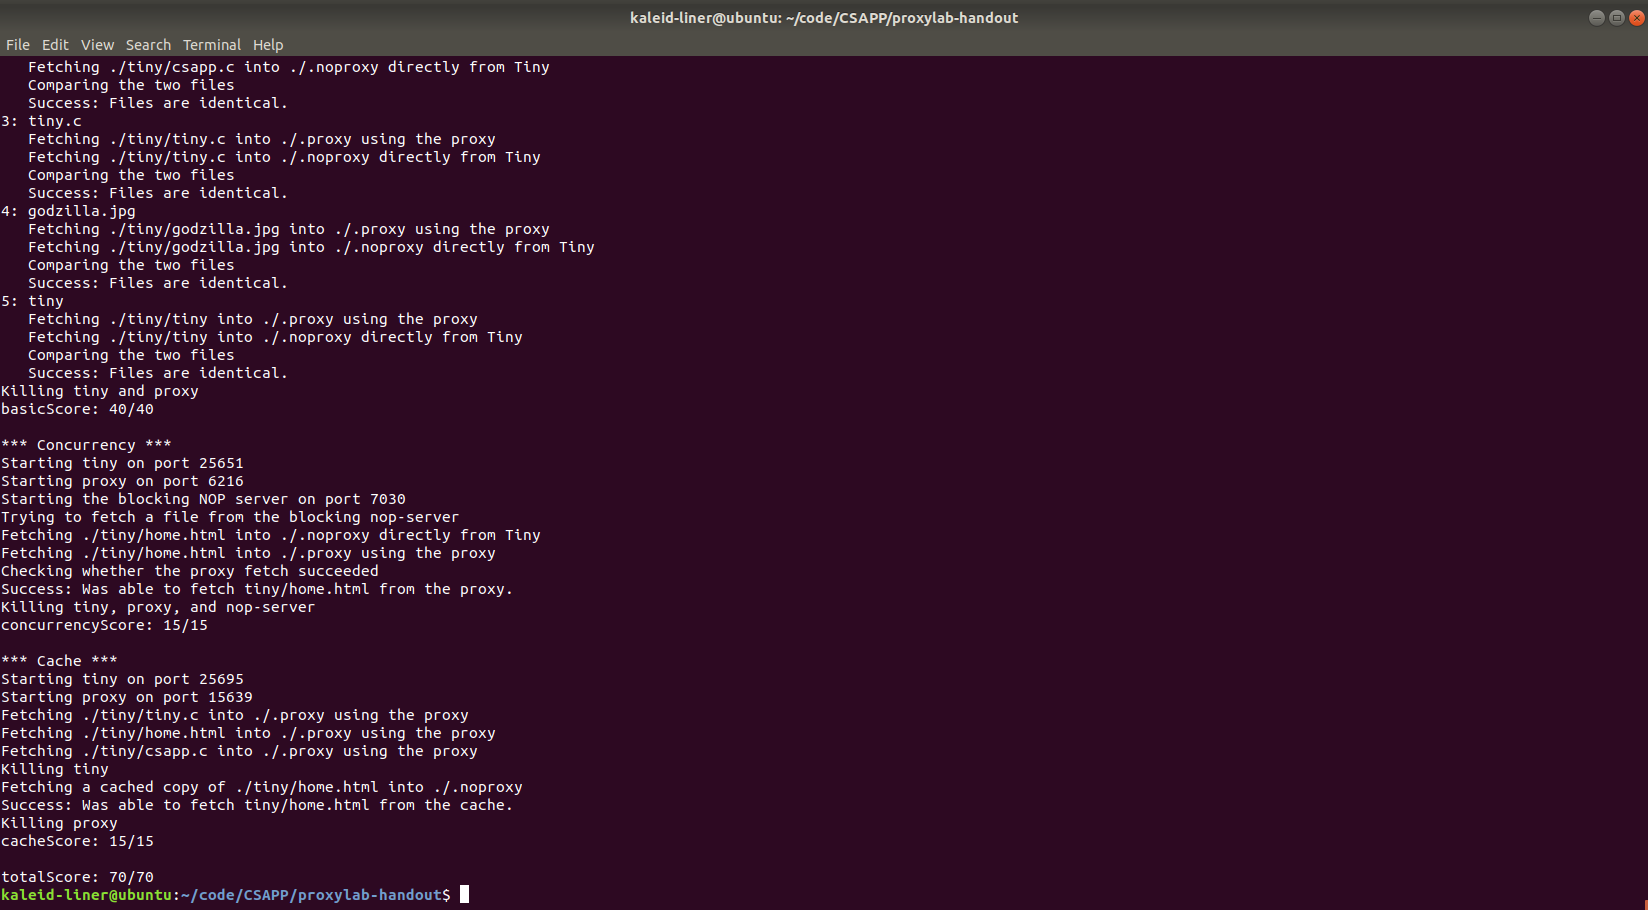 kaleid-liner@ubuntu: ~/code/CSAPP/proxylab-handout
File Edit View Search Terminal Help
   Fetching ./tiny/csapp.c into ./.noproxy directly from Tiny
   Comparing the two files
   Success: Files are identical.
3: tiny.c
   Fetching ./tiny/tiny.c into ./.proxy using the proxy
   Fetching ./tiny/tiny.c into ./.noproxy directly from Tiny
   Comparing the two files
   Success: Files are identical.
4: godzilla.jpg
   Fetching ./tiny/godzilla.jpg into ./.proxy using the proxy
   Fetching ./tiny/godzilla.jpg into ./.noproxy directly from Tiny
   Comparing the two files
   Success: Files are identical.
5: tiny
   Fetching ./tiny/tiny into ./.proxy using the proxy
   Fetching ./tiny/tiny into ./.noproxy directly from Tiny
   Comparing the two files
   Success: Files are identical.
Killing tiny and proxy
basicScore: 40/40

*** Concurrency ***
Starting tiny on port 25651
Starting proxy on port 6216
Starting the blocking NOP server on port 7030
Trying to fetch a file from the blocking nop-server
Fetching ./tiny/home.html into ./.noproxy directly from Tiny
Fetching ./tiny/home.html into ./.proxy using the proxy
Checking whether the proxy fetch succeeded
Success: Was able to fetch tiny/home.html from the proxy.
Killing tiny, proxy, and nop-server
concurrencyScore: 15/15

*** Cache ***
Starting tiny on port 25695
Starting proxy on port 15639
Fetching ./tiny/tiny.c into ./.proxy using the proxy
Fetching ./tiny/home.html into ./.proxy using the proxy
Fetching ./tiny/csapp.c into ./.proxy using the proxy
Killing tiny
Fetching a cached copy of ./tiny/home.html into ./.noproxy
Success: Was able to fetch tiny/home.html from the cache.
Killing proxy
cacheScore: 15/15

totalScore: 70/70
kaleid-liner@ubuntu:~/code/CSAPP/proxylab-handout$